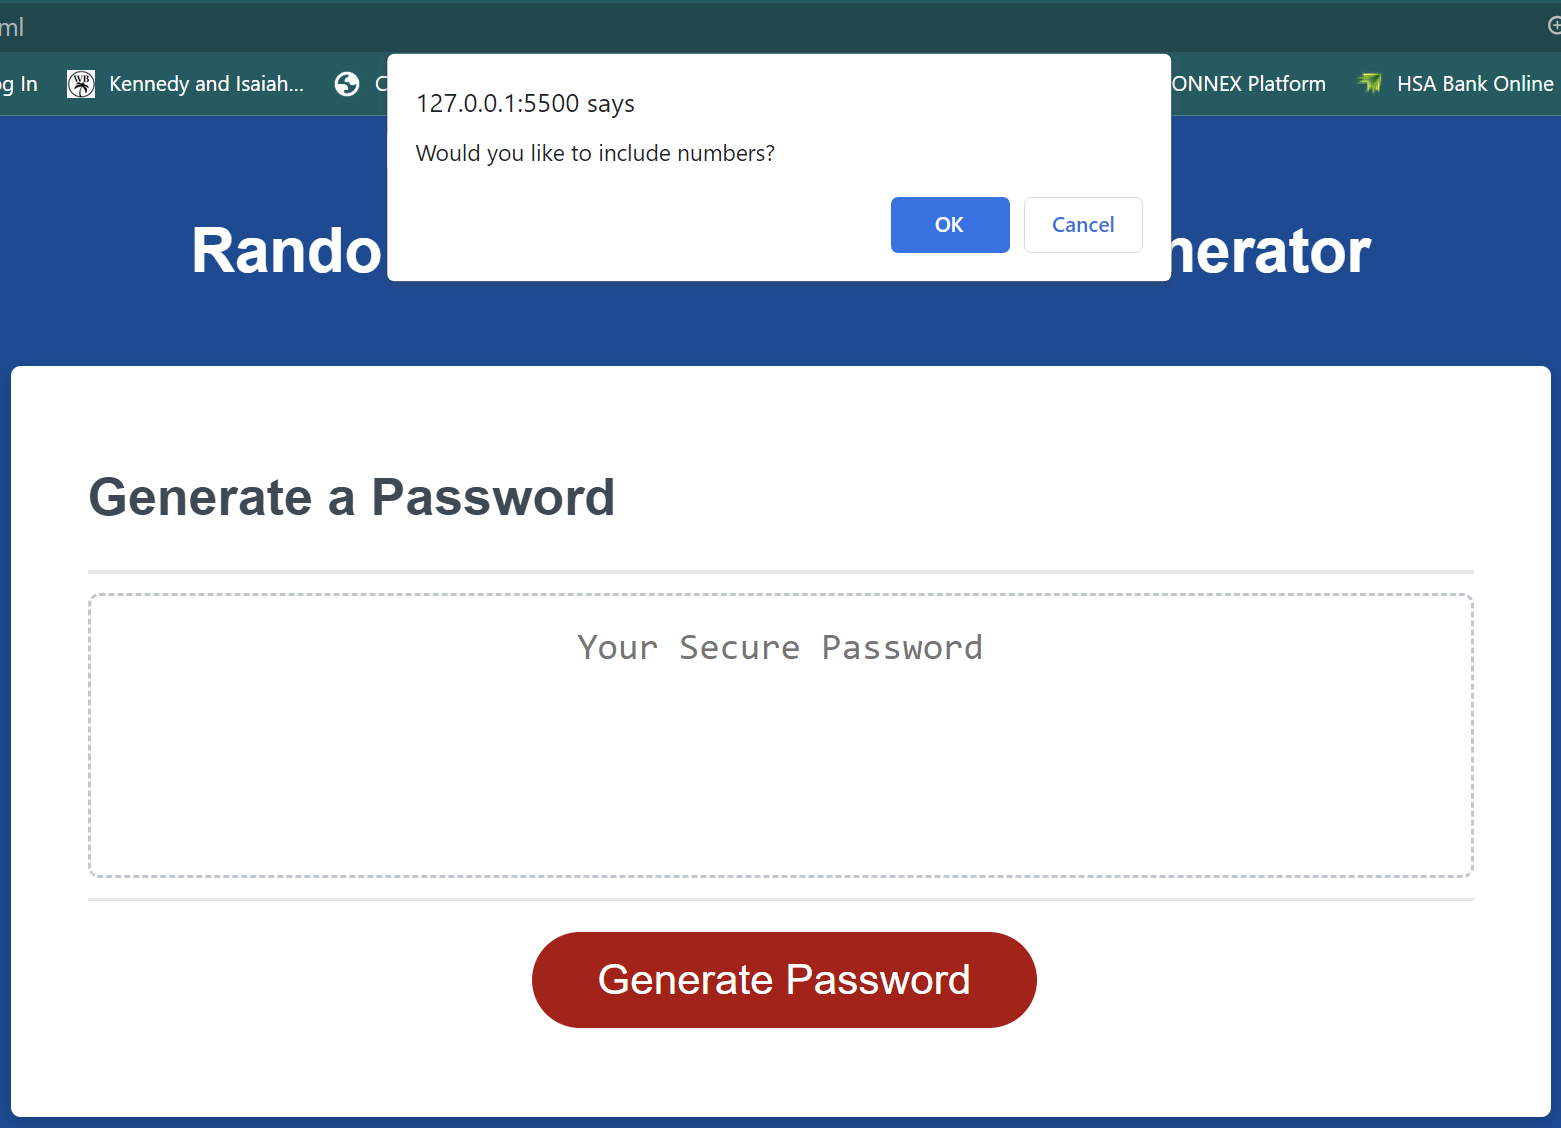 ml
g In
WB
Kennedy and Isaiah...
C
ONNEX Platform
HSA Bank Online
127.0.0.1:5500 says
Would you like to include numbers?
OK
Cancel
Rando
nerator
Generate a Password
Your Secure Password
Generate Password